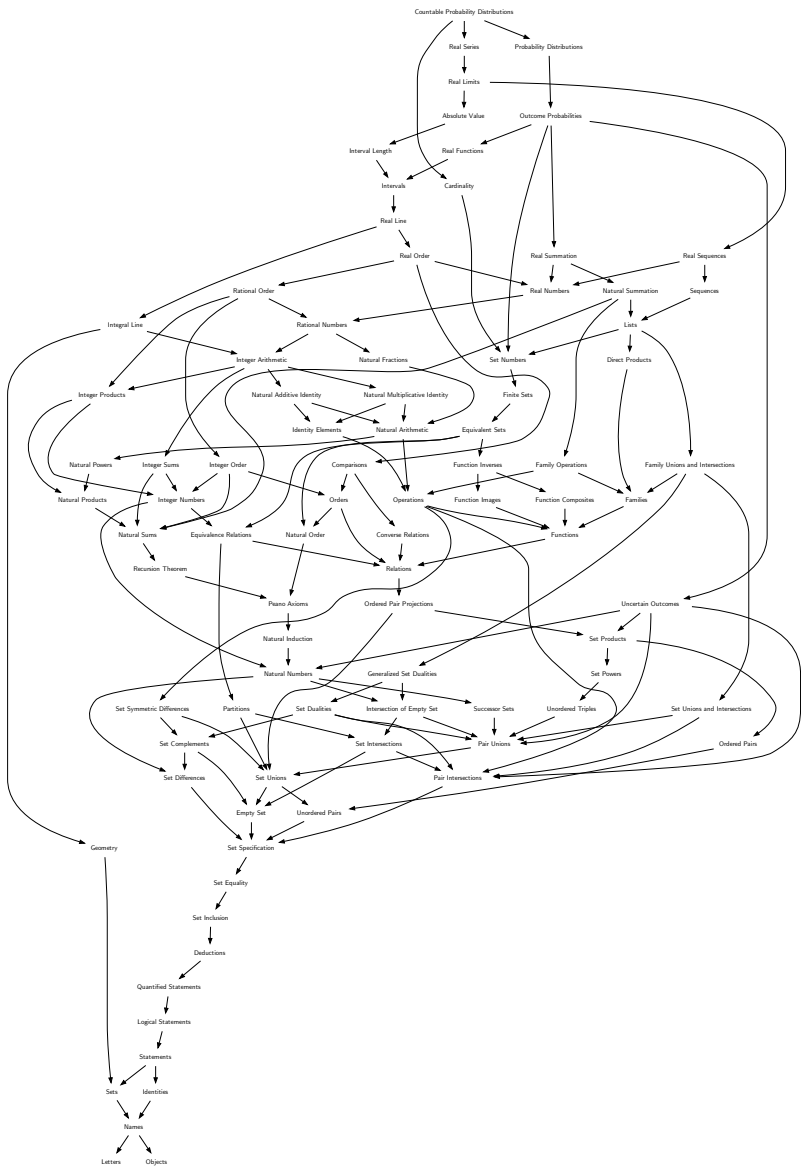 Countable Probability Distributions
Real Series
Probability Distributions
Real Limits
Absolute Value
Outcome Probabilities
Interval Length
Real Functions
Intervals
Cardinality
Real Line
Real Order
Real Summation
Real Sequences
Rational Order
Real Numbers
Natural Summation
Sequences
Integral Line
Rational Numbers
Lists
Integer Arithmetic
Natural Fractions
Set Numbers
Direct Products
Integer Products
Natural Additive Identity
Natural Multiplicative Identity
Finite Sets
Identity Elements
Natural Arithmetic
Equivalent Sets
Natural Powers
Integer Sums
Integer Order
Comparisons
Function Inverses
Family Operations
Family Unions and Intersections
Natural Products
Integer Numbers
Orders
Operations
Function Images
Function Composites
Families
Natural Sums
Equivalence Relations
Natural Order
Converse Relations
Functions
Recursion Theorem
Relations
Peano Axioms
Ordered Pair Projections
Uncertain Outcomes
Natural Induction
Set Products
Natural Numbers
Generalized Set Dualities
Set Powers
Set Symmetric Differences
Partitions
Set Dualities
Intersection of Empty Set
Successor Sets
Unordered Triples
Set Unions and Intersections
Set Complements
Set Intersections
Pair Unions
Ordered Pairs
Set Differences
Set Unions
Pair Intersections
Empty Set
Unordered Pairs
Geometry
Set Specification
Set Equality
Set Inclusion
Deductions
Quantified Statements
Logical Statements
Statements
Sets
Identities
Names
Letters
Objects